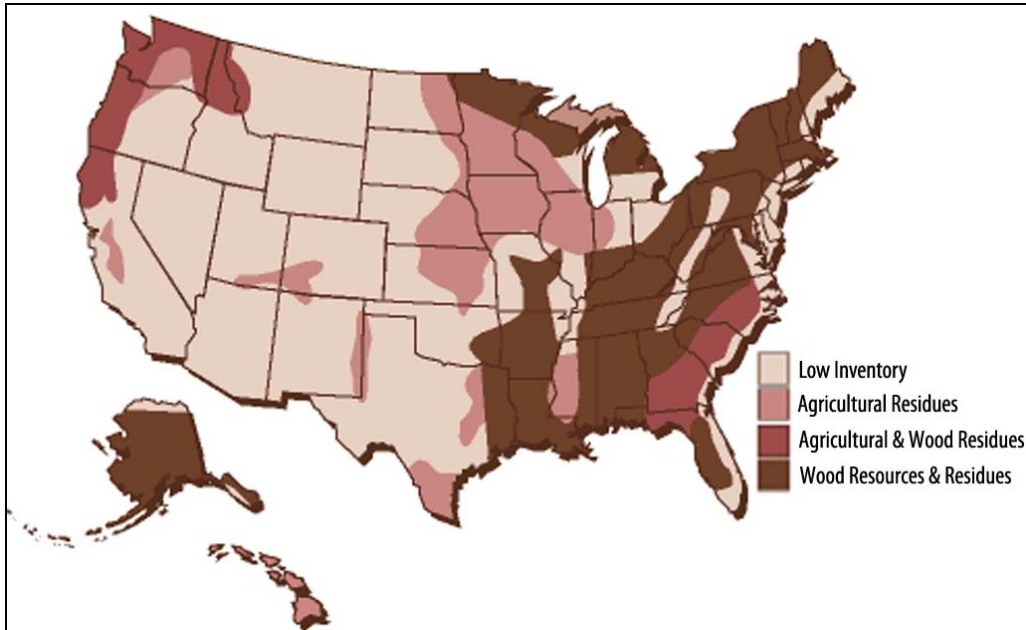 Low Inventory
Agricultural Residues
Agricultural & Wood Residues
Wood Resources & Residues